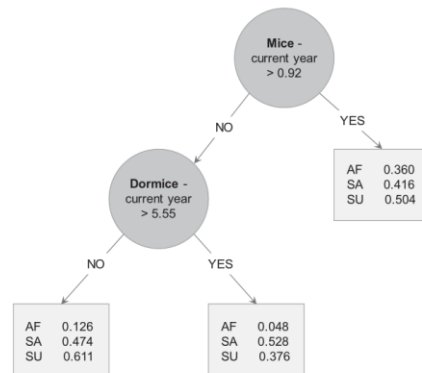 Mice -
current year
> 0.92
NO
YES
Dormice -
current year
> 5.55
AF 0.360
SA 0.416
SU 0.504
NO
YES
AF 0.126
SA 0.474
SU 0.611
AF 0.048
SA 0.528
SU 0.376